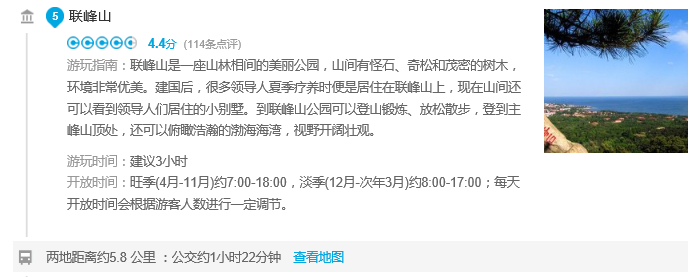 5 联峰山
4.4分 (114条点评)
游玩指南：联峰山是一座山林相间的美丽公园，山间有怪石、奇松和茂密的树木，
环境非常优美。建国后，很多领导人夏季疗养时便是居住在联峰山上，现在山间还
可以看到领导人们居住的小别墅。到联峰山公园可以登山锻炼、放松散步，登到主
峰山顶处，还可以俯瞰浩瀚的渤海海湾，视野开阔壮观。
游玩时间：建议3小时
开放时间：旺季(4月-11月)约7:00-18:00，淡季(12月-次年3月)约8:00-17:00；每天
开放时间会根据游客人数进行一定调节。
两地距离约5.8 公里 ：公交约1小时22分钟 查看地图